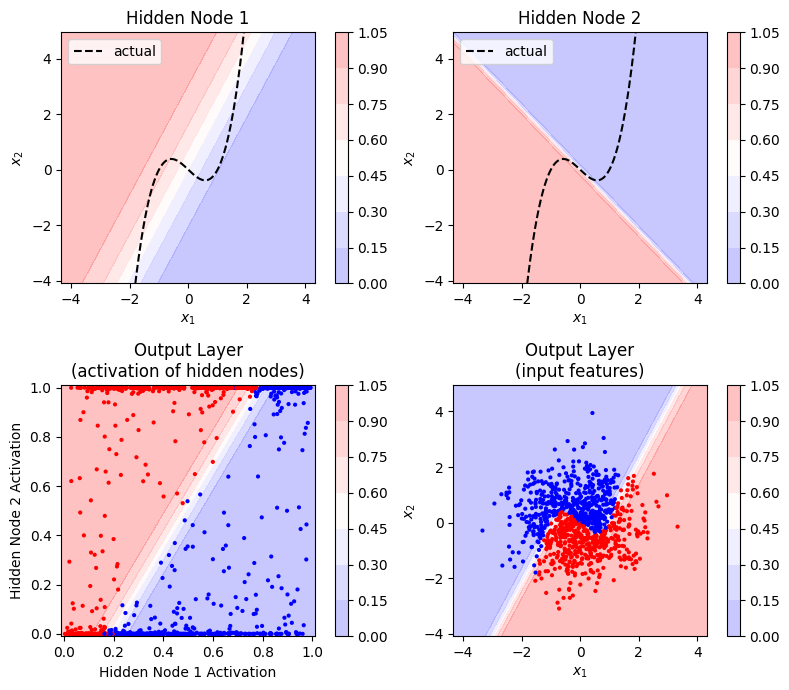 Hidden Node 1
actual
4
2
0
−2
−4
x₂
−4 −2 0 2 4
x₁
1.05
0.90
0.75
0.60
0.45
0.30
0.15
0.00
Hidden Node 2
actual
4
2
0
−2
−4
x₂
−4 −2 0 2 4
x₁
1.05
0.90
0.75
0.60
0.45
0.30
0.15
0.00
Output Layer
(activation of hidden nodes)
1.0
0.8
0.6
0.4
0.2
0.0
Hidden Node 2 Activation
0.0 0.2 0.4 0.6 0.8 1.0
Hidden Node 1 Activation
1.05
0.90
0.75
0.60
0.45
0.30
0.15
0.00
Output Layer
(input features)
4
2
0
−2
−4
x₂
−4 −2 0 2 4
x₁
1.05
0.90
0.75
0.60
0.45
0.30
0.15
0.00